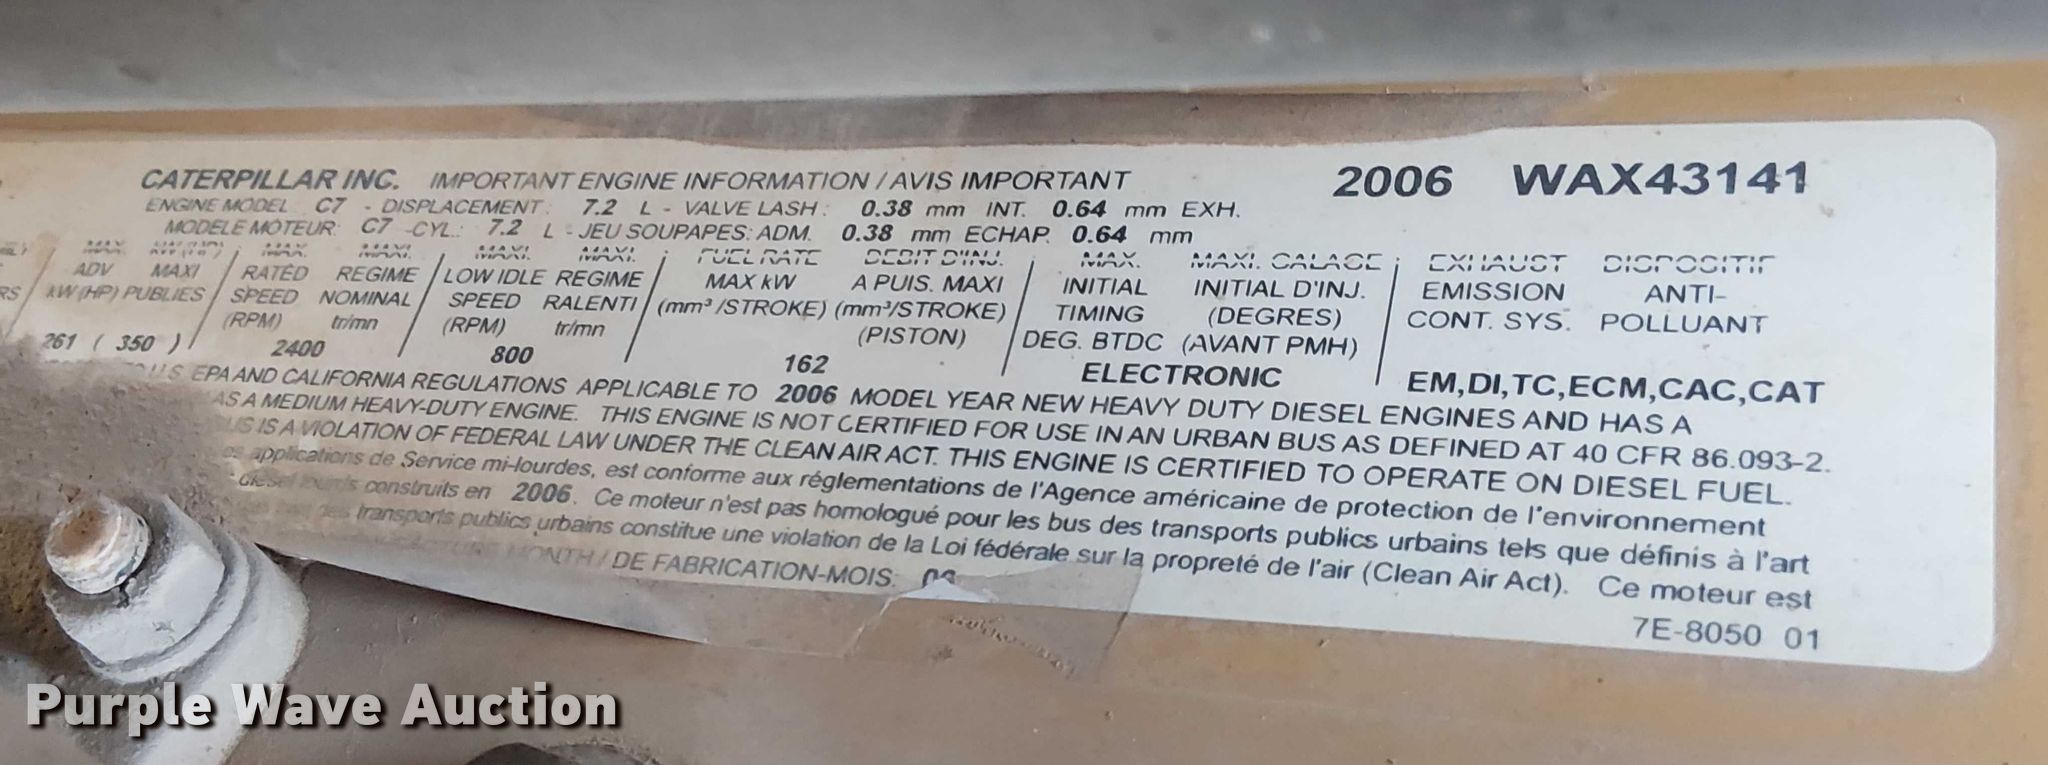 CATERPILLAR INC. IMPORTANT ENGINE INFORMATION / AVIS IMPORTANT 2006 WAX43141
ENGINE MODEL C7 - DISPLACEMENT: 7.2 L - VALVE LASH: 0.38 mm INT. 0.64 mm EXH.
MODELE MOTEUR: C7 -CYL.: 7.2 L - JEU SOUPAPES: ADM. 0.38 mm ECHAP. 0.64 mm
MAX. MAX. MAXI. MAXI. MAXI. FUEL RATE DEBIT D'INJ. MAX. MAXI. CALAGE EXHAUST DISPOSITIF
ADV MAXI RATED REGIME LOW IDLE REGIME MAX kW A PUIS. MAXI INITIAL INITIAL D'INJ. EMISSION ANTI-
kW (HP) PUBLIES SPEED NOMINAL SPEED RALENTI (mm³/STROKE) (mm³/STROKE) TIMING (DEGRES) CONT. SYS. POLLUANT
(RPM) tr/mn (RPM) tr/mn (PISTON) DEG. BTDC (AVANT PMH)
261 ( 350 ) 2400 800 162 ELECTRONIC EM,DI,TC,ECM,CAC,CAT
U.S. EPA AND CALIFORNIA REGULATIONS APPLICABLE TO 2006 MODEL YEAR NEW HEAVY DUTY DIESEL ENGINES AND HAS A
AS A MEDIUM HEAVY-DUTY ENGINE. THIS ENGINE IS NOT CERTIFIED FOR USE IN AN URBAN BUS AS DEFINED AT 40 CFR 86.093-2.
IS A VIOLATION OF FEDERAL LAW UNDER THE CLEAN AIR ACT. THIS ENGINE IS CERTIFIED TO OPERATE ON DIESEL FUEL.
applications de Service mi-lourdes, est conforme aux réglementations de l'Agence américaine de protection de l'environnement
diesel lourds construits en 2006. Ce moteur n'est pas homologué pour les bus des transports publics urbains tels que définis à l'art
des transports publics urbains constitue une violation de la Loi fédérale sur la propreté de l'air (Clean Air Act). Ce moteur est
MONTH / DE FABRICATION-MOIS:
7E-8050 01
Purple Wave Auction